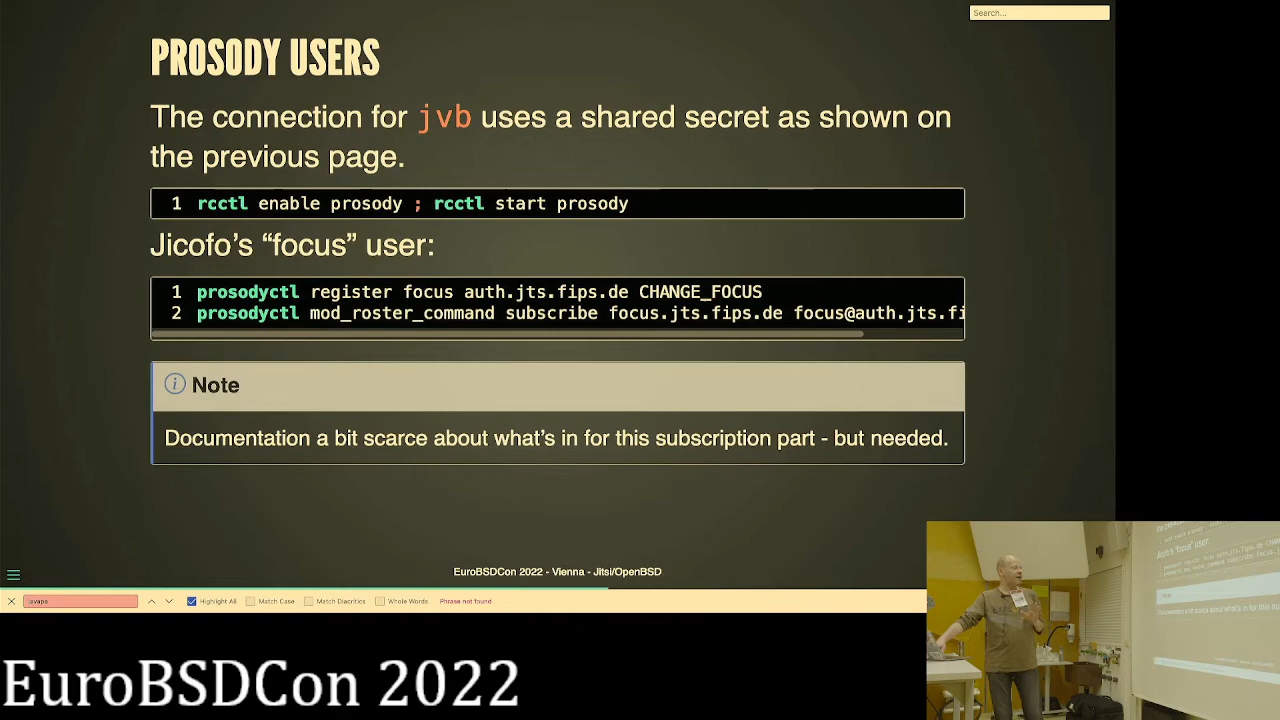 Search...
PROSODY USERS
The connection for jvb uses a shared secret as shown on
the previous page.
1 rcctl enable prosody ; rcctl start prosody
Jicofo's “focus” user:
1 prosodyctl register focus auth.jts.fips.de CHANGE_FOCUS
2 prosodyctl mod_roster_command subscribe focus.jts.fips.de focus@auth.jts.fi
Note
Documentation a bit scarce about what's in for this subscription part - but needed.
EuroBSDCon 2022 - Vienna - Jitsi/OpenBSD
Highlight All Match Case Match Diacritics Whole Words Phrase not found
Jicofo's "focus" user:
EuroBSDCon 2022